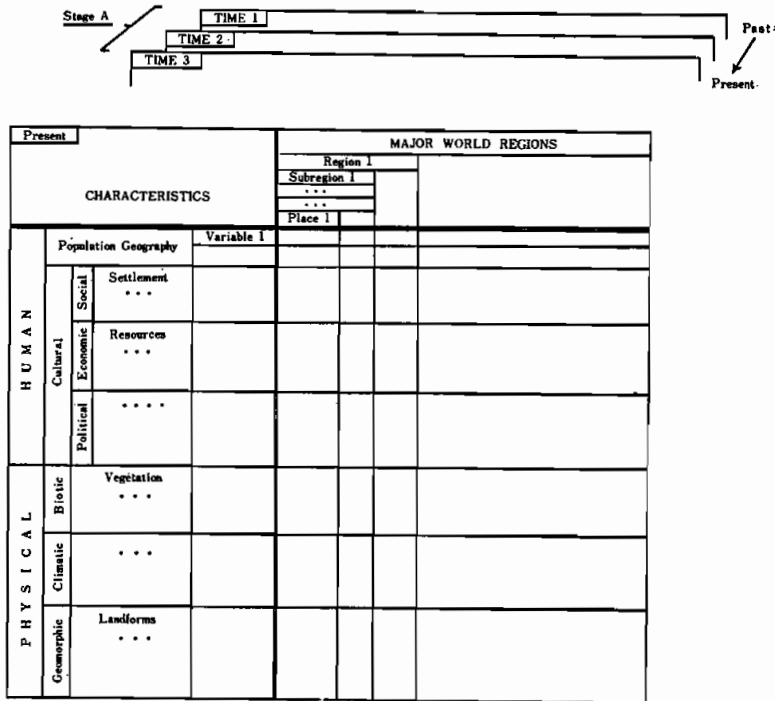 Stage A
TIME 1
TIME 2
TIME 3
Past
Present
Present
MAJOR WORLD REGIONS
Region 1
CHARACTERISTICS
Subregion 1
• • •
• • •
Place 1
Population Geography
Variable 1
HUMAN
Cultural
Social
Settlement
• • •
Economic
Resources
• • •
Political
• • • •
PHYSICAL
Biotic
Vegetation
• • •
Climatic
• • •
Geomorphic
Landforms
• • •